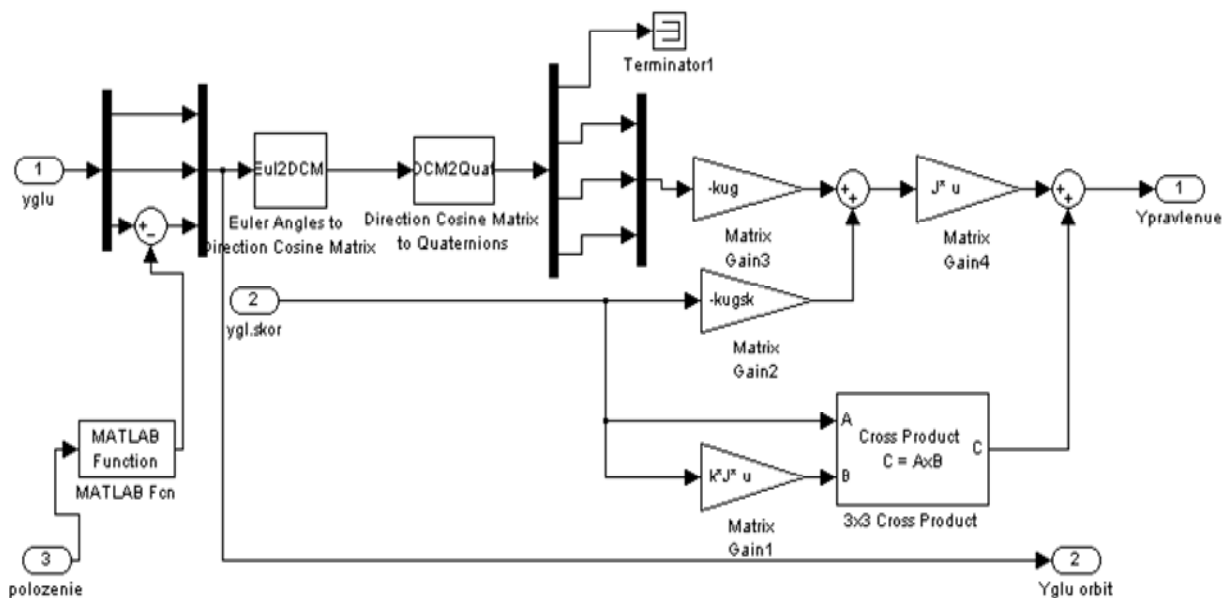 Terminator1
1
yglu
+
−
Eul2DCM
Euler Angles to
Direction Cosine Matrix
DCM2Quat
Direction Cosine Matrix
to Quaternions
-kug
Matrix
Gain3
+
+
J* u
Matrix
Gain4
+
+
1
Ypravlenue
2
ygl.skor
-kugsk
Matrix
Gain2
MATLAB
Function
MATLAB Fcn
k*J* u
Matrix
Gain1
A
B
Cross Product
C = AxB
C
3x3 Cross Product
3
polozenie
2
Yglu orbit